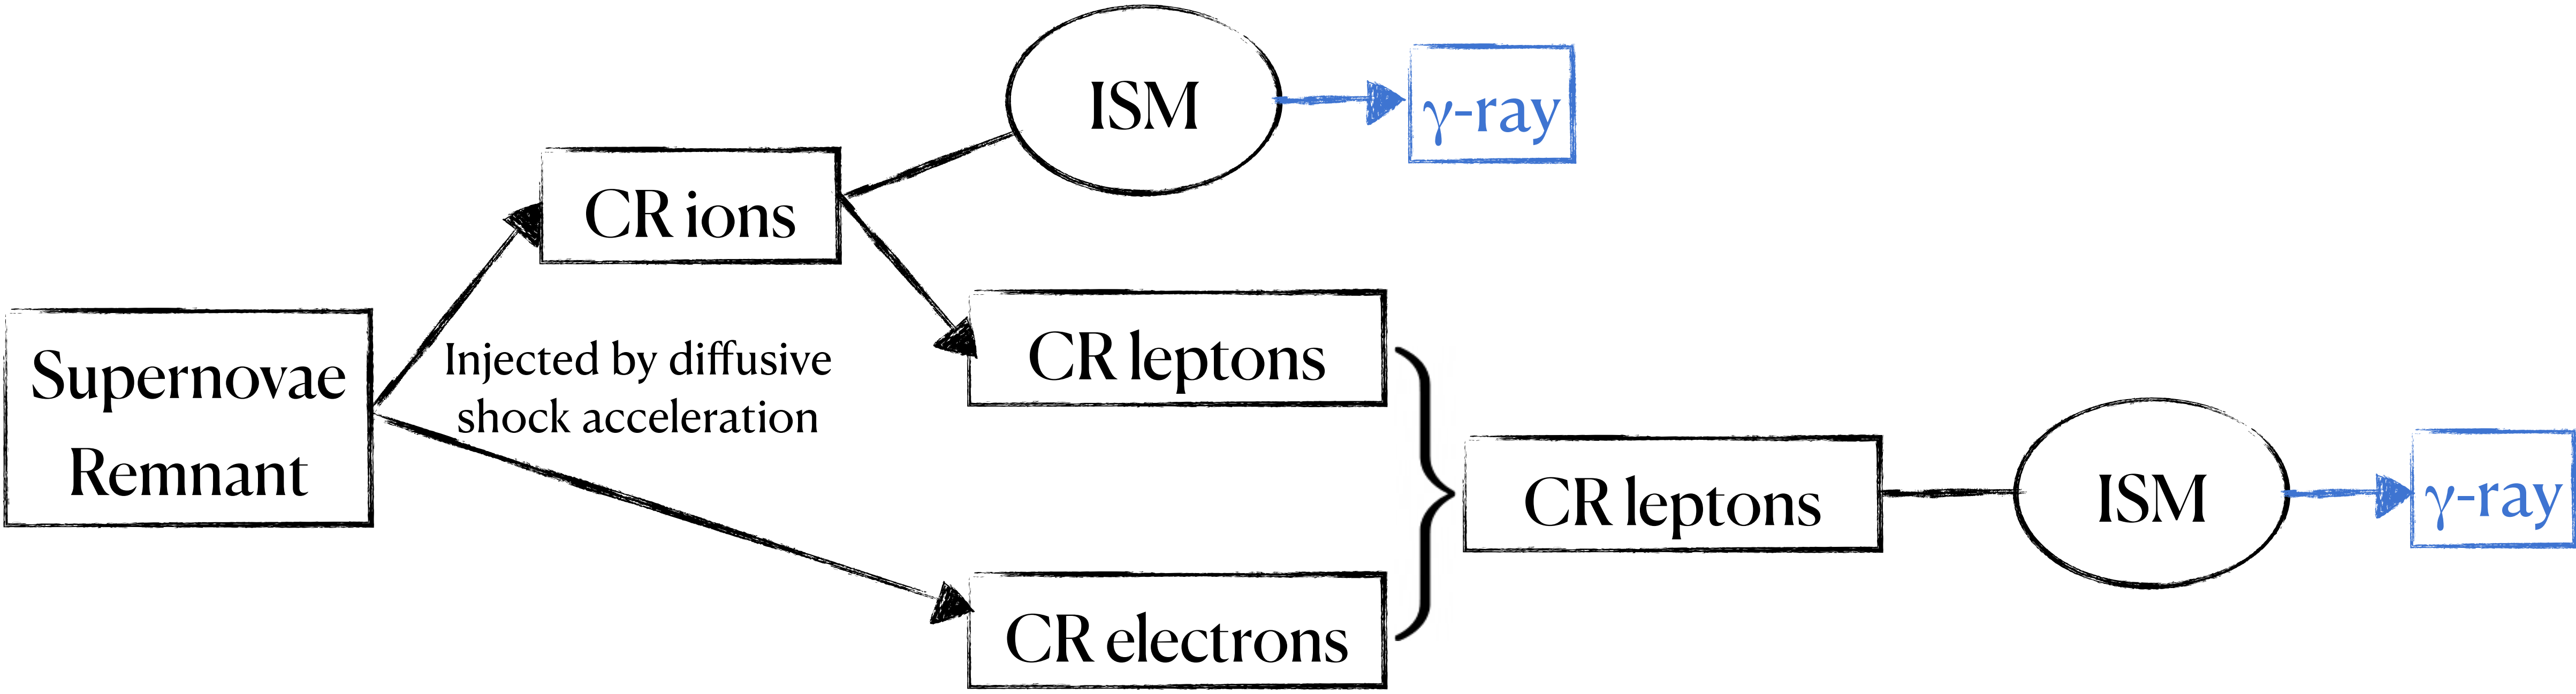 ISM
γ-ray
CR ions
Supernovae
Remnant
Injected by diffusive
shock acceleration
CR leptons
CR electrons
CR leptons
ISM
γ-ray